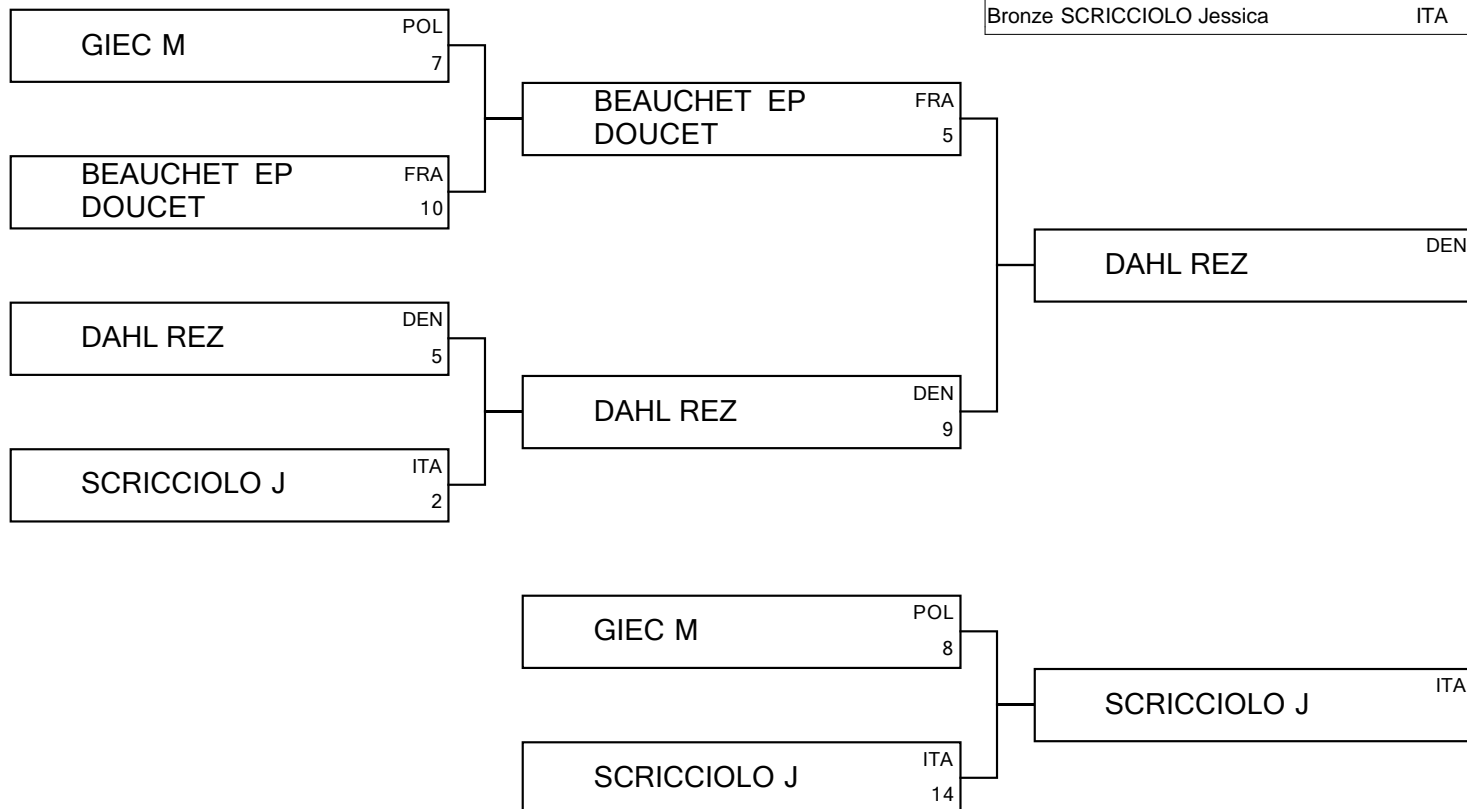 Bronze SCRICCIOLO Jessica ITA
GIEC M POL
7
BEAUCHET EP FRA
DOUCET 5
BEAUCHET EP FRA
DOUCET 10
DAHL REZ DEN
DAHL REZ DEN
5
DAHL REZ DEN
9
SCRICCIOLO J ITA
2
GIEC M POL
8
SCRICCIOLO J ITA
SCRICCIOLO J ITA
14